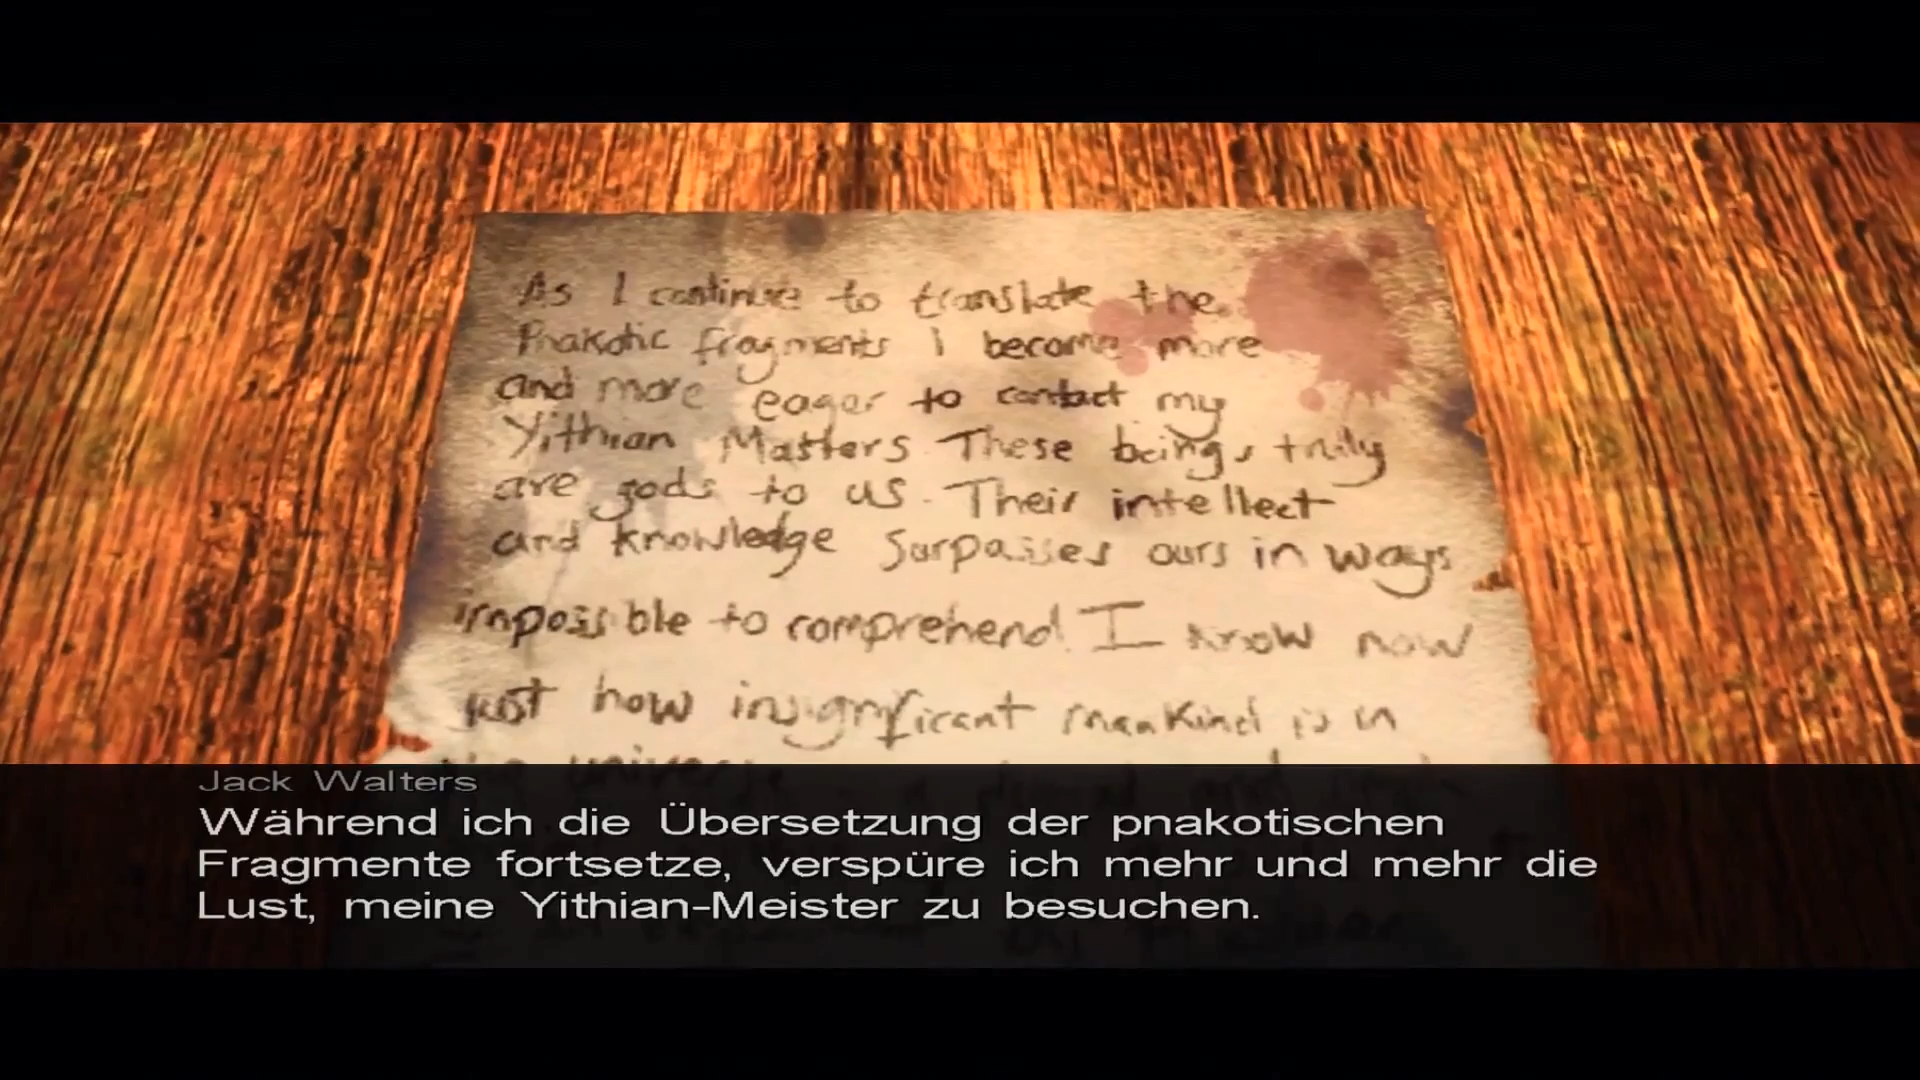 As I continue to translate the
Pnakotic fragments I become more
and more eager to contact my
Yithian Masters. These beings truly
are gods to us. Their intellect
and knowledge surpasses ours in ways
impossible to comprehend. I know now
just how insignificant mankind is in
universe
Jack Walters
Während ich die Übersetzung der pnakotischen
Fragmente fortsetze, verspüre ich mehr und mehr die
Lust, meine Yithian-Meister zu besuchen.